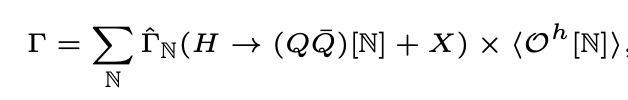 Γ = ∑_ℕ Γ̂_ℕ(H → (QQ̄)[ℕ] + X) × ⟨𝒪^h[ℕ]⟩,